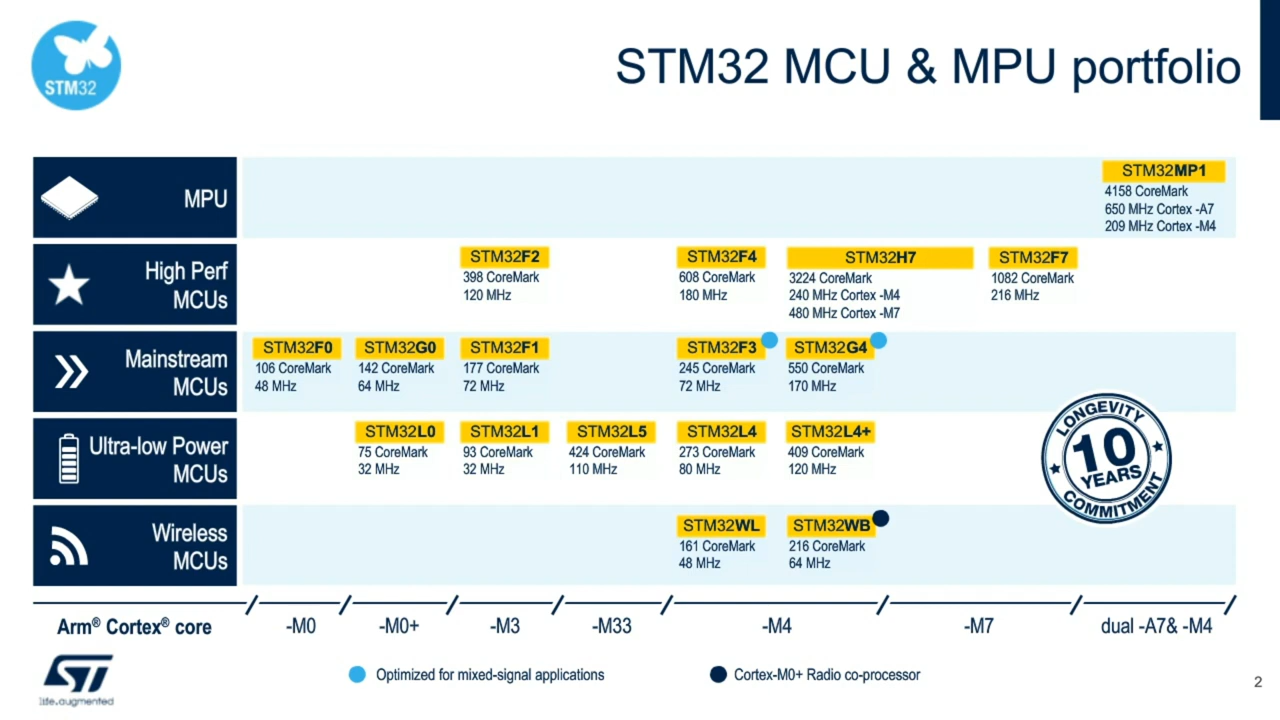 STM32
STM32 MCU & MPU portfolio
MPU
STM32MP1
4158 CoreMark
650 MHz Cortex -A7
209 MHz Cortex -M4
High Perf
MCUs
STM32F2
398 CoreMark
120 MHz
STM32F4
608 CoreMark
180 MHz
STM32H7
3224 CoreMark
240 MHz Cortex -M4
480 MHz Cortex -M7
STM32F7
1082 CoreMark
216 MHz
Mainstream
MCUs
STM32F0
106 CoreMark
48 MHz
STM32G0
142 CoreMark
64 MHz
STM32F1
177 CoreMark
72 MHz
STM32F3
245 CoreMark
72 MHz
STM32G4
550 CoreMark
170 MHz
Ultra-low Power
MCUs
STM32L0
75 CoreMark
32 MHz
STM32L1
93 CoreMark
32 MHz
STM32L5
424 CoreMark
110 MHz
STM32L4
273 CoreMark
80 MHz
STM32L4+
409 CoreMark
120 MHz
LONGEVITY
10
YEARS
COMMITMENT
Wireless
MCUs
STM32WL
161 CoreMark
48 MHz
STM32WB
216 CoreMark
64 MHz
Arm® Cortex® core
-M0
-M0+
-M3
-M33
-M4
-M7
dual -A7& -M4
ST
life.augmented
Optimized for mixed-signal applications
Cortex-M0+ Radio co-processor
2